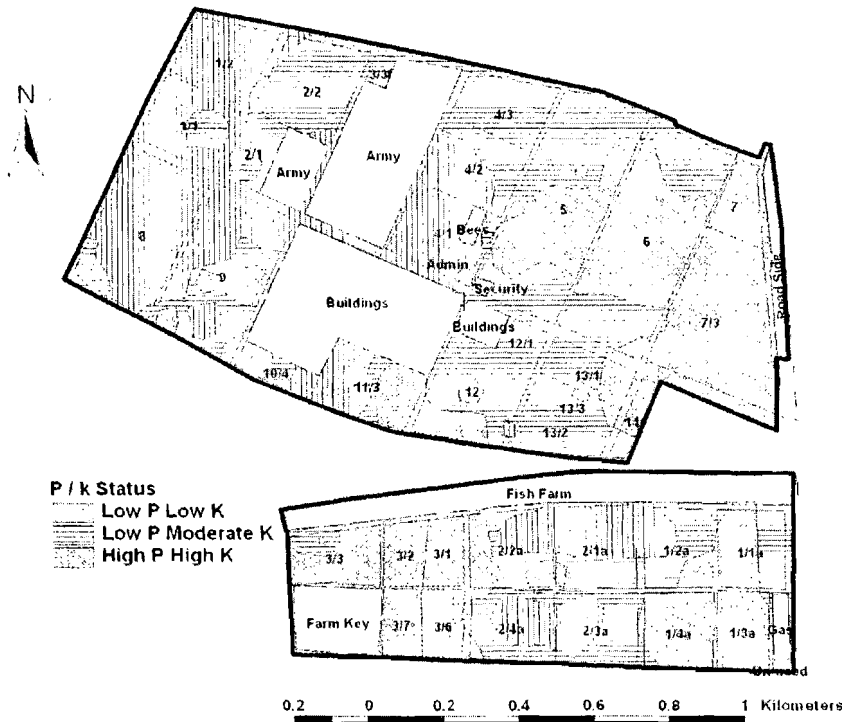 N
1/2
2/2
3/3
4/3
1/1
2/1
Army
Army
4/2
5
7
8
Bees
4/1
6
Admin
9
Security
Road Side
Buildings
Buildings
7/3
12/1
10/4
11/3
12
13/1
13/3
11
13/2
P / k Status
Low P Low K
Low P Moderate K
High P High K
Fish Farm
3/3
3/2
3/1
2/2a
2/1a
1/2a
1/1a
Farm Key
3/7
3/6
2/4a
2/3a
1/4a
1/3a
Gas
0.2 0 0.2 0.4 0.6 0.8 1 Kilometers